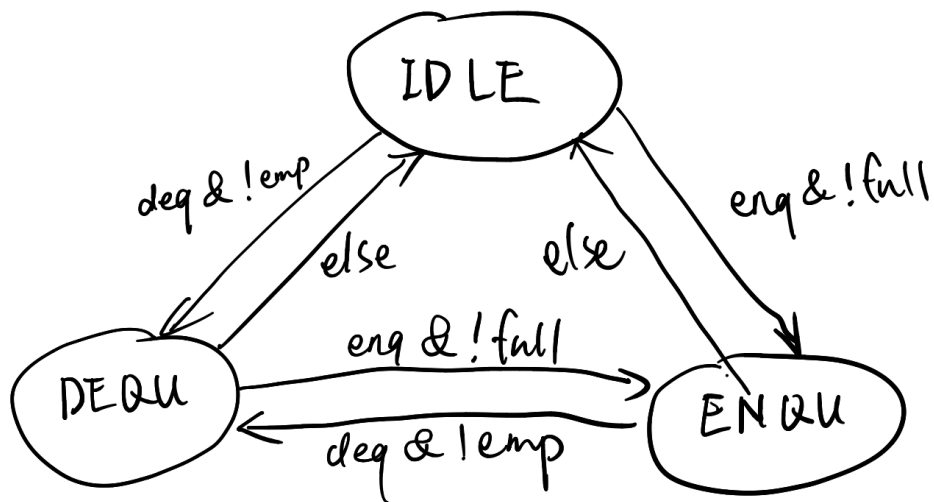 IDLE
deq & !emp
enq & !full
else
else
enq & !full
DEQU
ENQU
deq & !emp